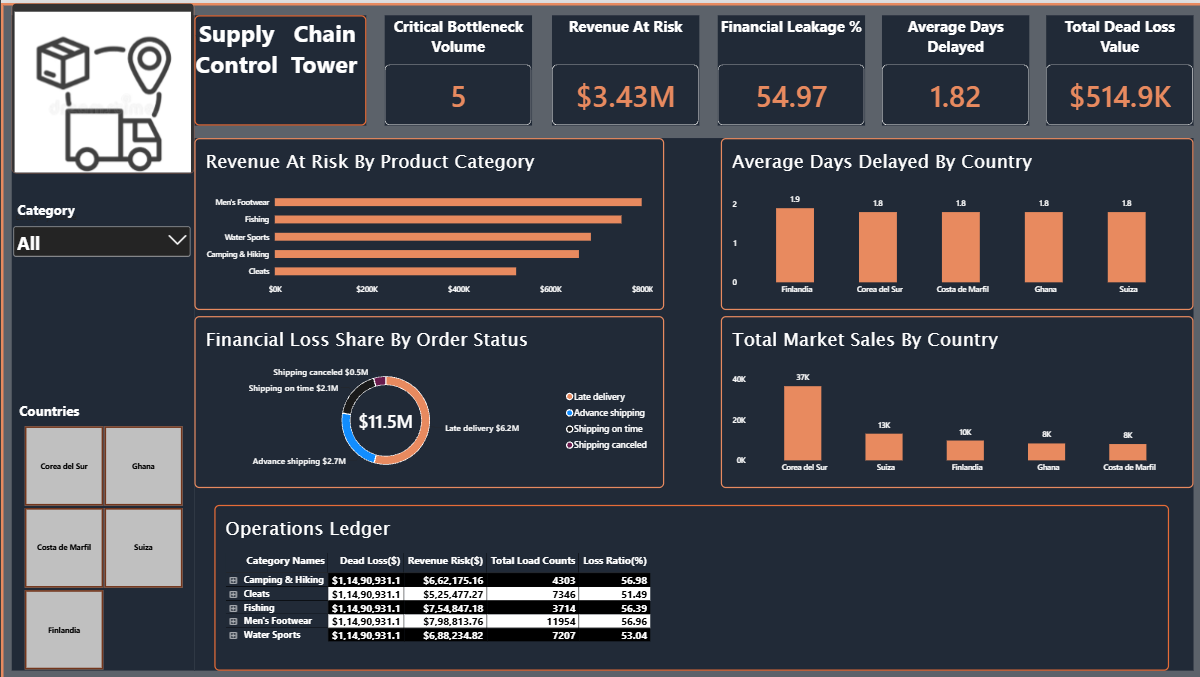 Supply Chain
Control Tower
Critical Bottleneck
Volume
5
Revenue At Risk
$3.43M
Financial Leakage %
54.97
Average Days
Delayed
1.82
Total Dead Loss
Value
$514.9K
Category
All
Countries
Corea del Sur
Ghana
Costa de Marfil
Suiza
Finlandia
Revenue At Risk By Product Category
Men's Footwear
Fishing
Water Sports
Camping & Hiking
Cleats
$0K $200K $400K $600K $800K
Average Days Delayed By Country
2
1
0
1.9 1.8 1.8 1.8 1.8
Finlandia Corea del Sur Costa de Marfil Ghana Suiza
Financial Loss Share By Order Status
Shipping canceled $0.5M
Shipping on time $2.1M
$11.5M
Late delivery $6.2M
Advance shipping $2.7M
Late delivery
Advance shipping
Shipping on time
Shipping canceled
Total Market Sales By Country
40K
20K
0K
37K 13K 10K 8K 8K
Corea del Sur Suiza Finlandia Ghana Costa de Marfil
Operations Ledger
Category Names Dead Loss($) Revenue Risk($) Total Load Counts Loss Ratio(%)
Camping & Hiking $1,14,90,931.1 $6,62,175.16 4303 56.98
Cleats $1,14,90,931.1 $5,25,477.27 7346 51.49
Fishing $1,14,90,931.1 $7,54,847.18 3714 56.39
Men's Footwear $1,14,90,931.1 $7,98,813.76 11954 56.96
Water Sports $1,14,90,931.1 $6,88,234.82 7207 53.04